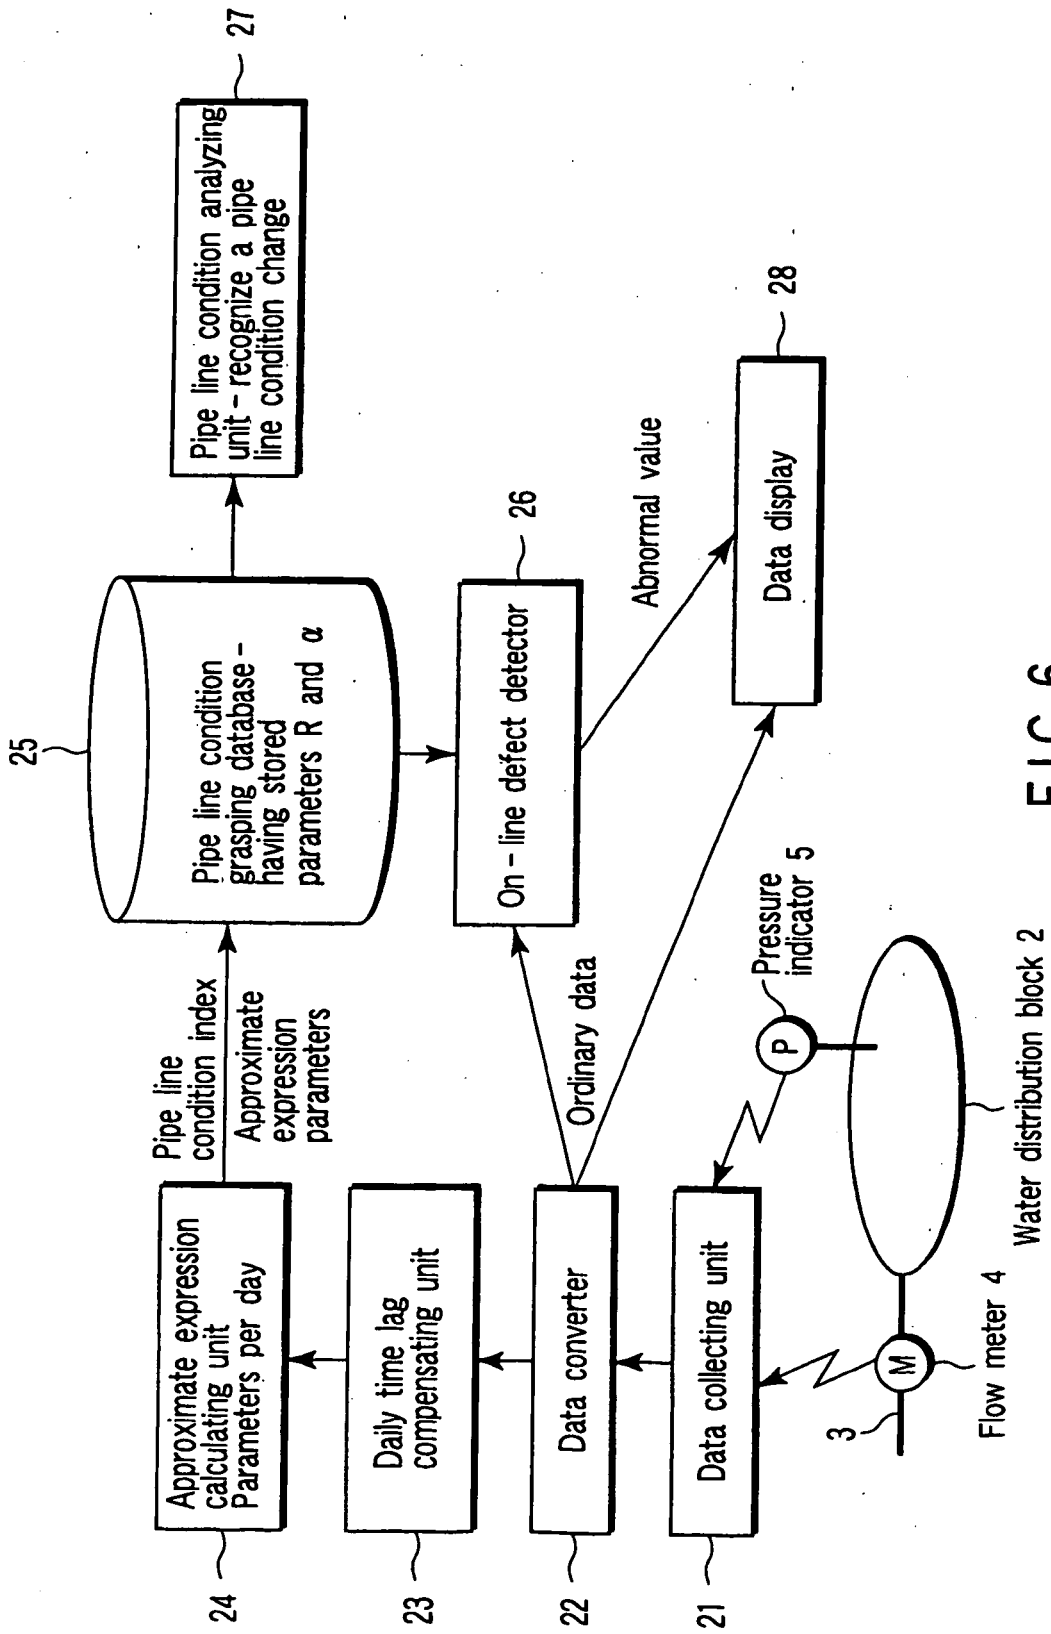 24
Approximate expression
calculating unit
Parameters per day
Pipe line
condition index
Approximate
expression
parameters
25
Pipe line condition
grasping database-
having stored
parameters R and α
Pipe line condition analyzing
unit-recognize a pipe
line condition change
27
23
Daily time lag
compensating unit
On-line defect detector
26
22
Data converter
Ordinary data
Abnormal value
21
Data collecting unit
Data display
28
P
Pressure
indicator 5
3
M
Flow meter 4
Water distribution block 2
FIG. 6